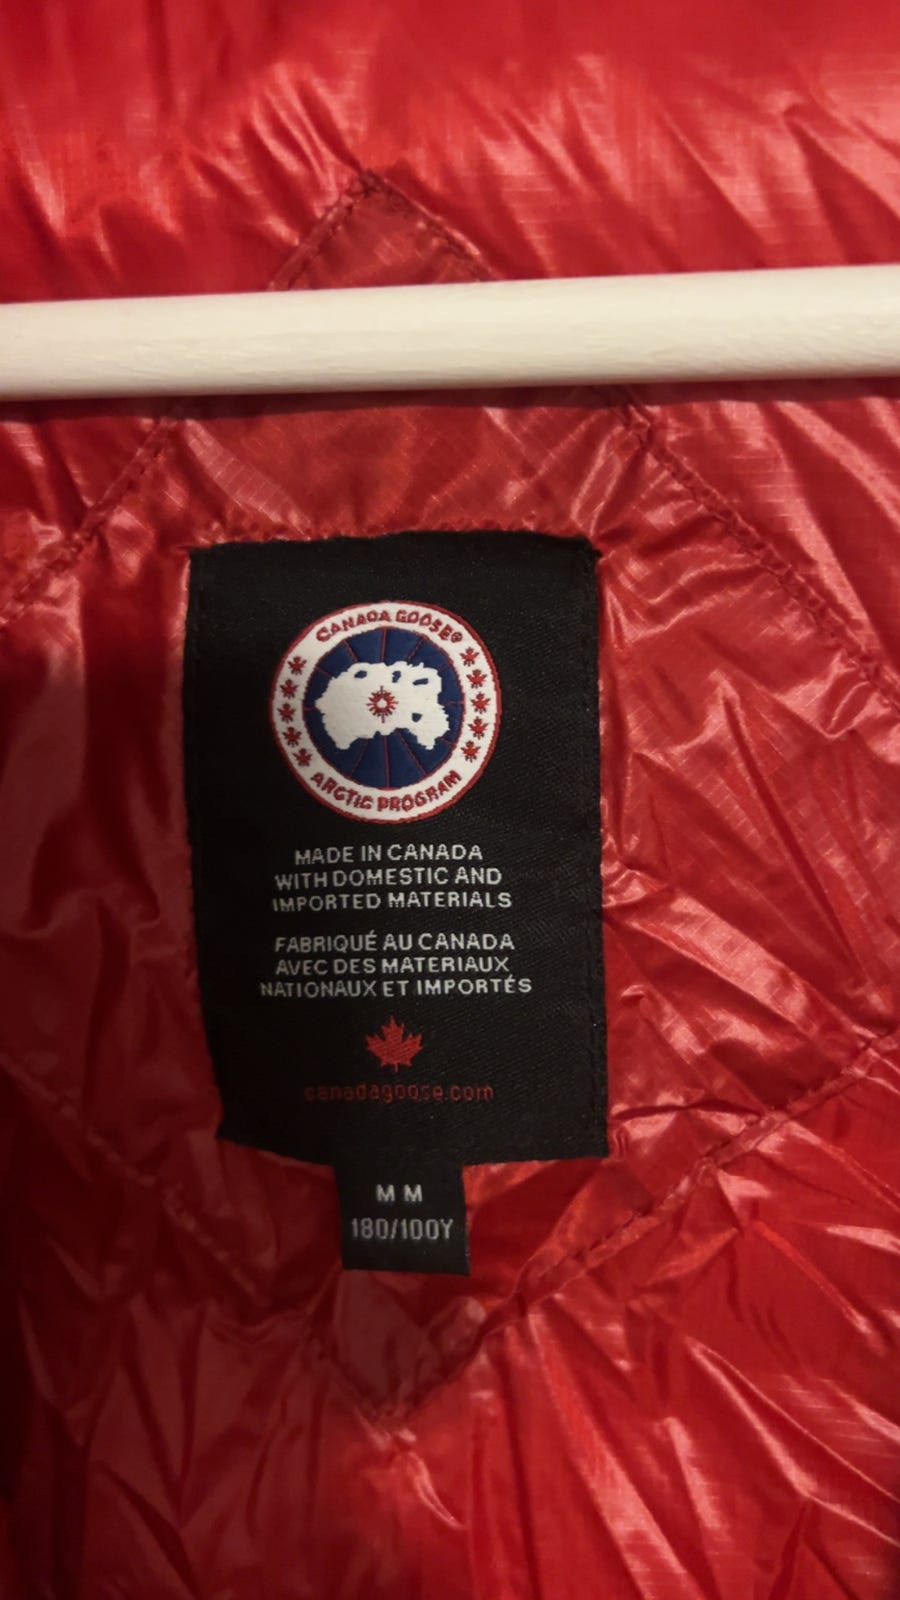 CANADA GOOSE®
ARCTIC PROGRAM
MADE IN CANADA
WITH DOMESTIC AND
IMPORTED MATERIALS
FABRIQUÉ AU CANADA
AVEC DES MATERIAUX
NATIONAUX ET IMPORTÉS
canadagoose.com
M M
180/100Y